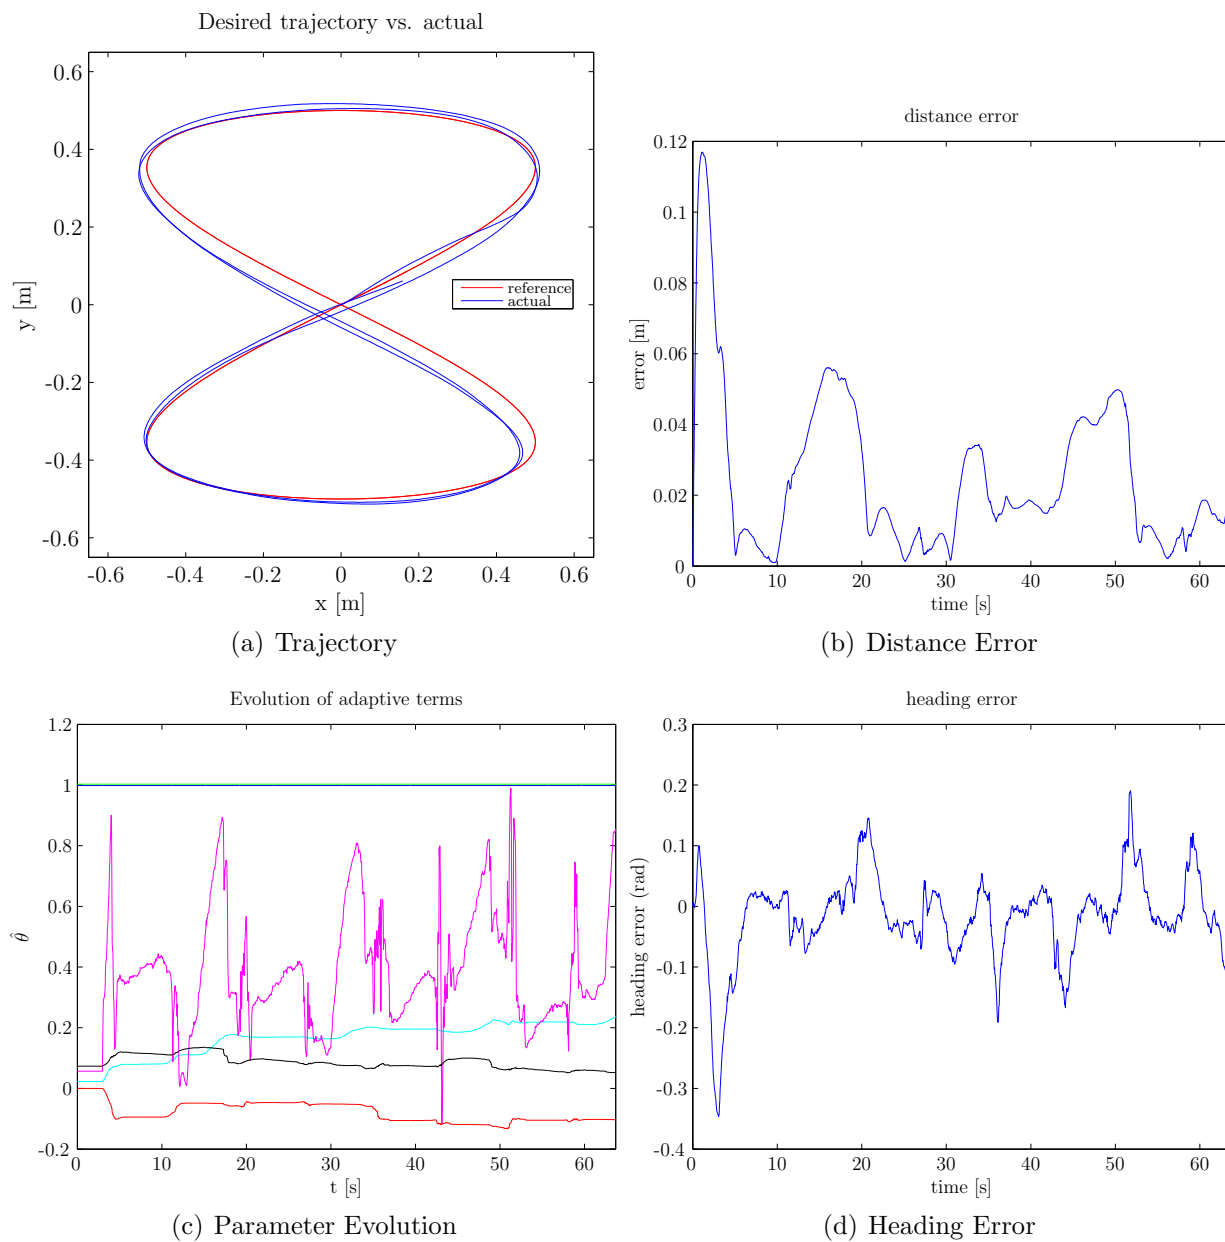 Desired trajectory vs. actual
0.6
0.4
0.2
0
-0.2
-0.4
-0.6
y [m]
reference
actual
-0.6 -0.4 -0.2 0 0.2 0.4 0.6
x [m]
(a) Trajectory
distance error
0.12
0.1
0.08
0.06
0.04
0.02
0
error [m]
0 10 20 30 40 50 60
time [s]
(b) Distance Error
Evolution of adaptive terms
1.2
1
0.8
0.6
0.4
0.2
0
-0.2
θ̂
0 10 20 30 40 50 60
t [s]
(c) Parameter Evolution
heading error
0.3
0.2
0.1
0
-0.1
-0.2
-0.3
-0.4
heading error (rad)
0 10 20 30 40 50 60
time [s]
(d) Heading Error